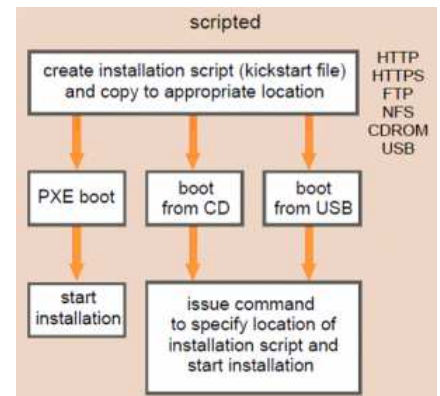 scripted
create installation script (kickstart file)
and copy to appropriate location
HTTP
HTTPS
FTP
NFS
CDROM
USB
PXE boot
boot
from CD
boot
from USB
start
installation
issue command
to specify location of
installation script and
start installation